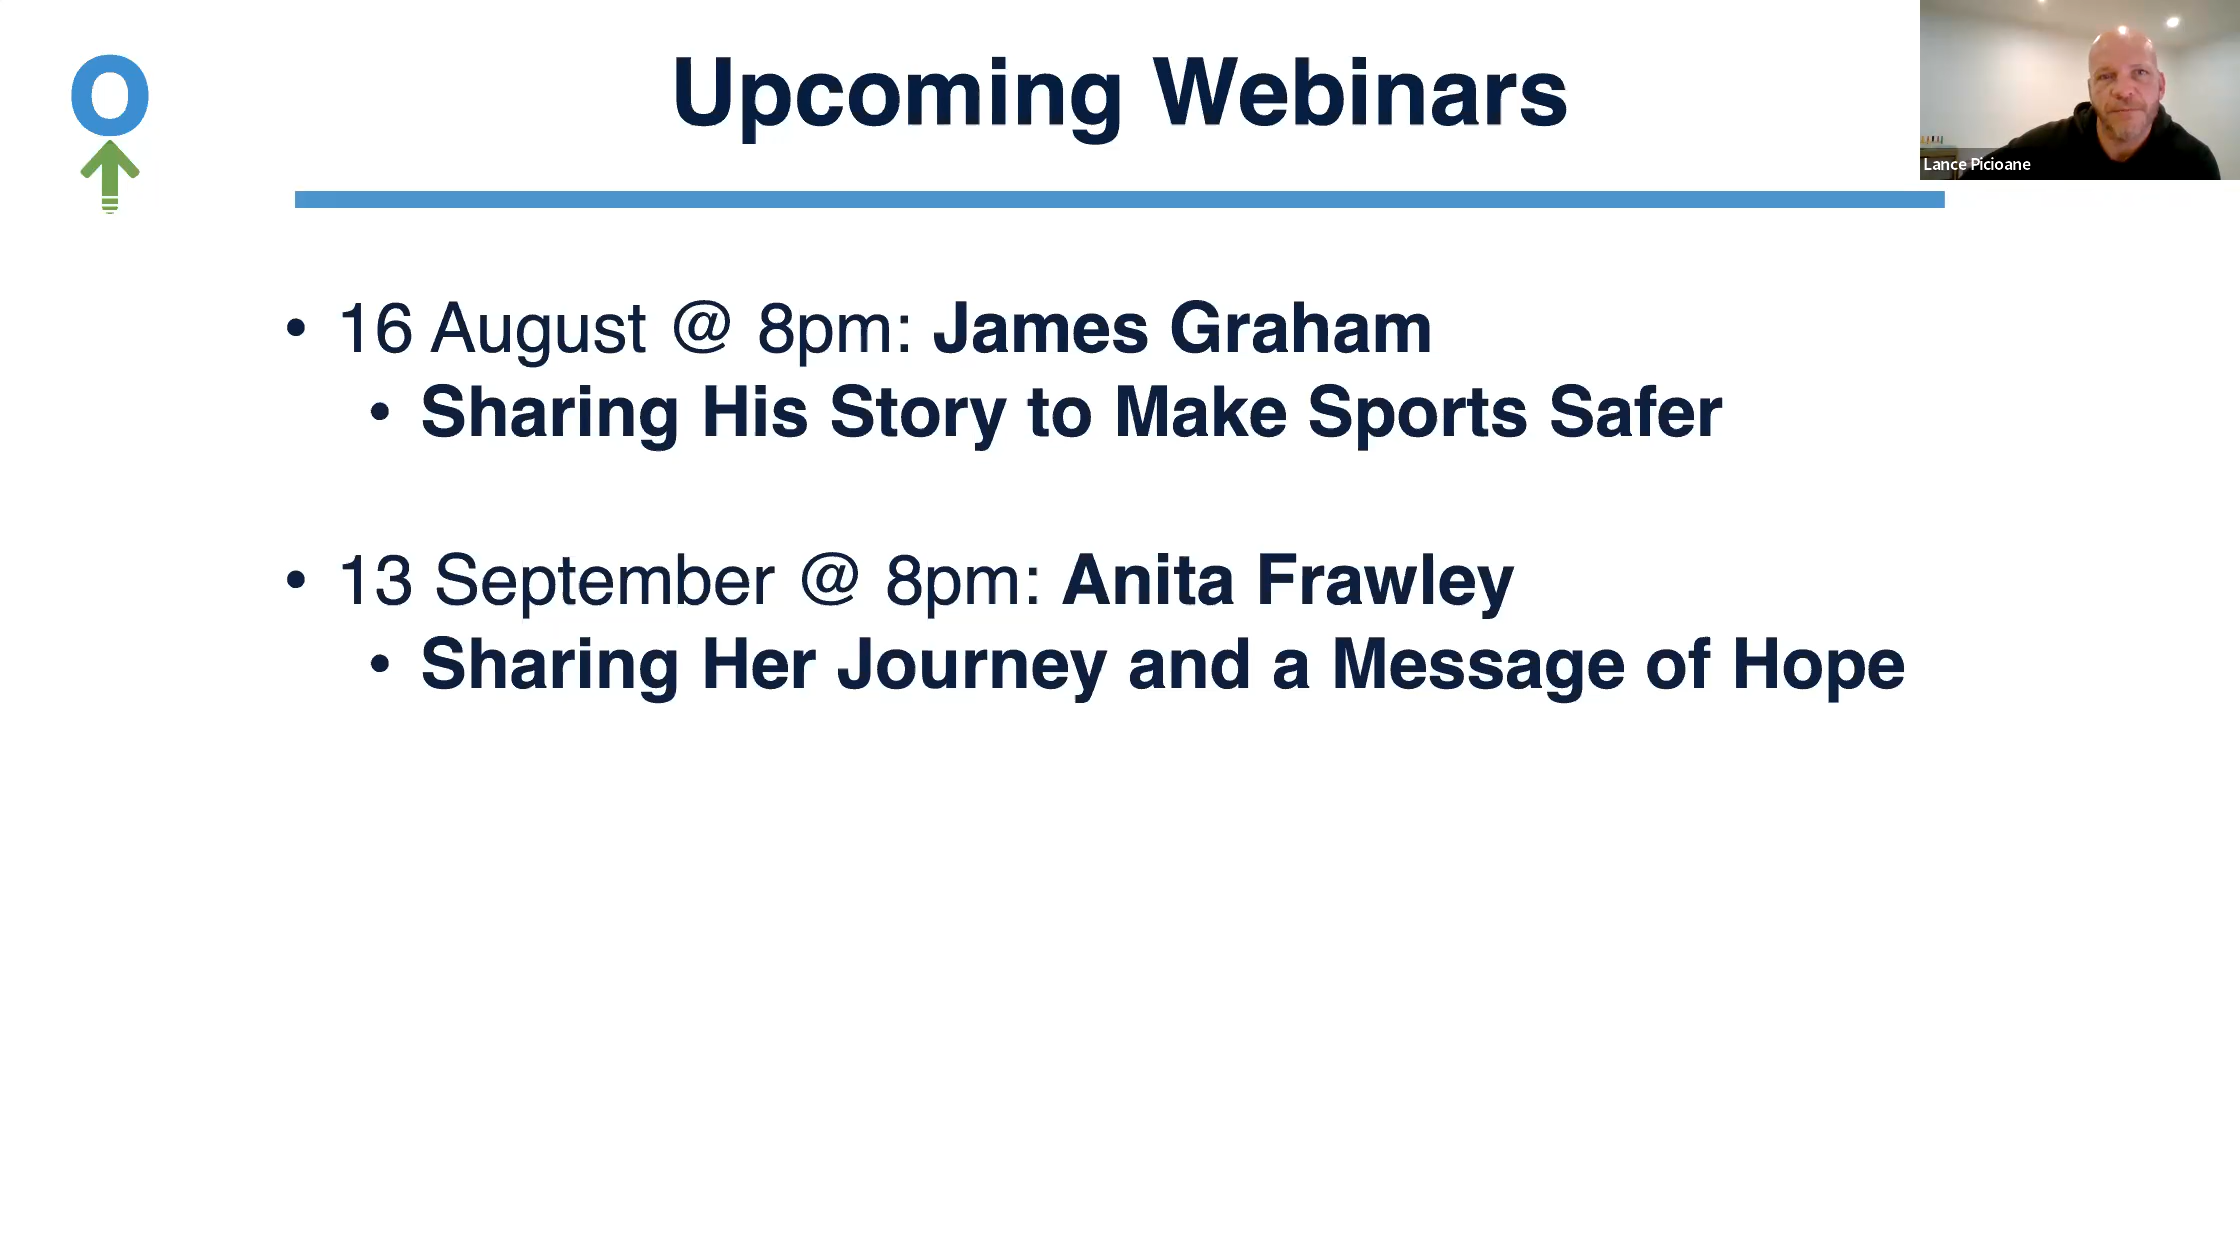 O
Upcoming Webinars
Lance Picioane
• 16 August @ 8pm: James Graham
• Sharing His Story to Make Sports Safer
• 13 September @ 8pm: Anita Frawley
• Sharing Her Journey and a Message of Hope